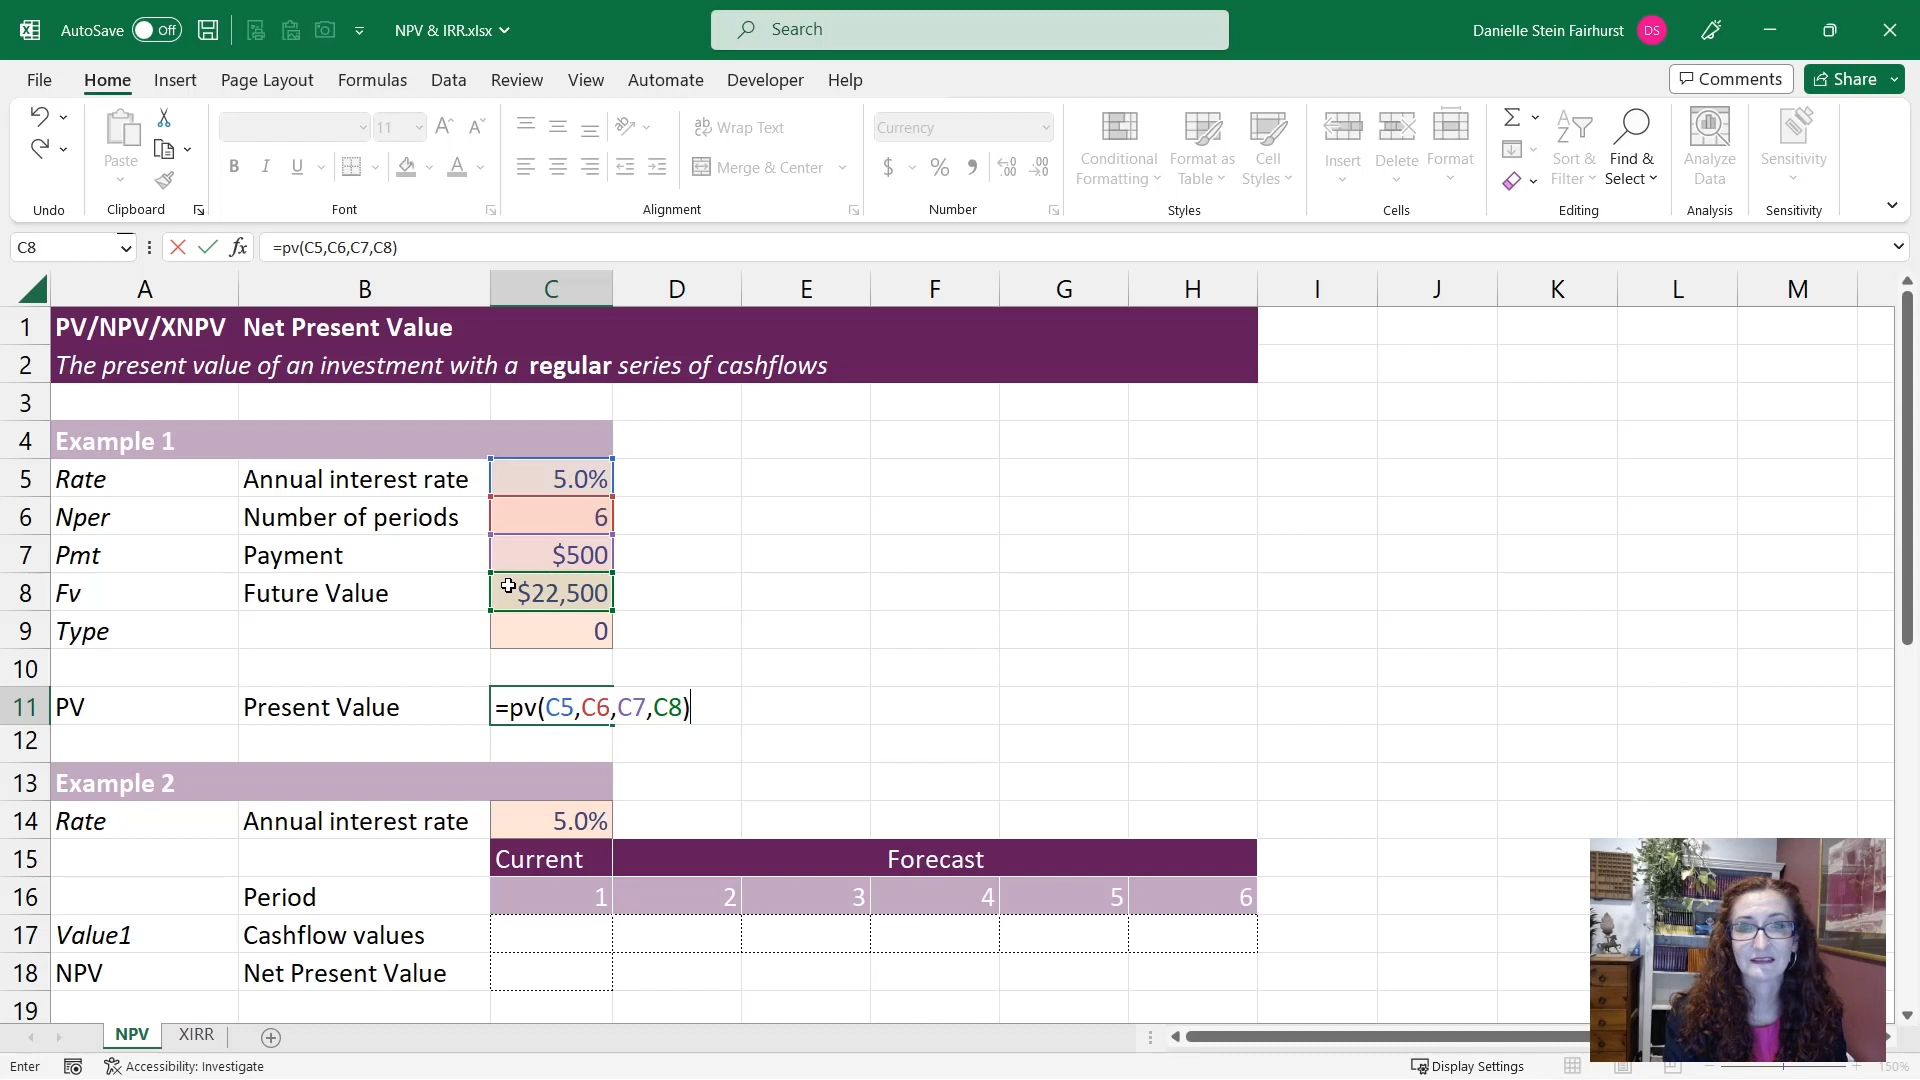 AutoSave Off NPV & IRR.xlsx Search Danielle Stein Fairhurst DS
File Home Insert Page Layout Formulas Data Review View Automate Developer Help Comments Share
Paste 11 B I U ab Wrap Text Merge & Center Currency $ % Conditional Formatting Format as Table Cell Styles Insert Delete Format Sort & Filter Find & Select Analyze Data Sensitivity
Undo Clipboard Font Alignment Number Styles Cells Editing Analysis Sensitivity
C8 fx =pv(C5,C6,C7,C8)
A B C D E F G H I J K L M
1 PV/NPV/XNPV Net Present Value
2 The present value of an investment with a regular series of cashflows
3
4 Example 1
5 Rate Annual interest rate 5.0%
6 Nper Number of periods 6
7 Pmt Payment $500
8 Fv Future Value $22,500
9 Type 0
10
11 PV Present Value =pv(C5,C6,C7,C8)
12
13 Example 2
14 Rate Annual interest rate 5.0%
15 Current Forecast
16 Period 1 2 3 4 5 6
17 Value1 Cashflow values
18 NPV Net Present Value
19
NPV XIRR
Enter Accessibility: Investigate Display Settings 150%